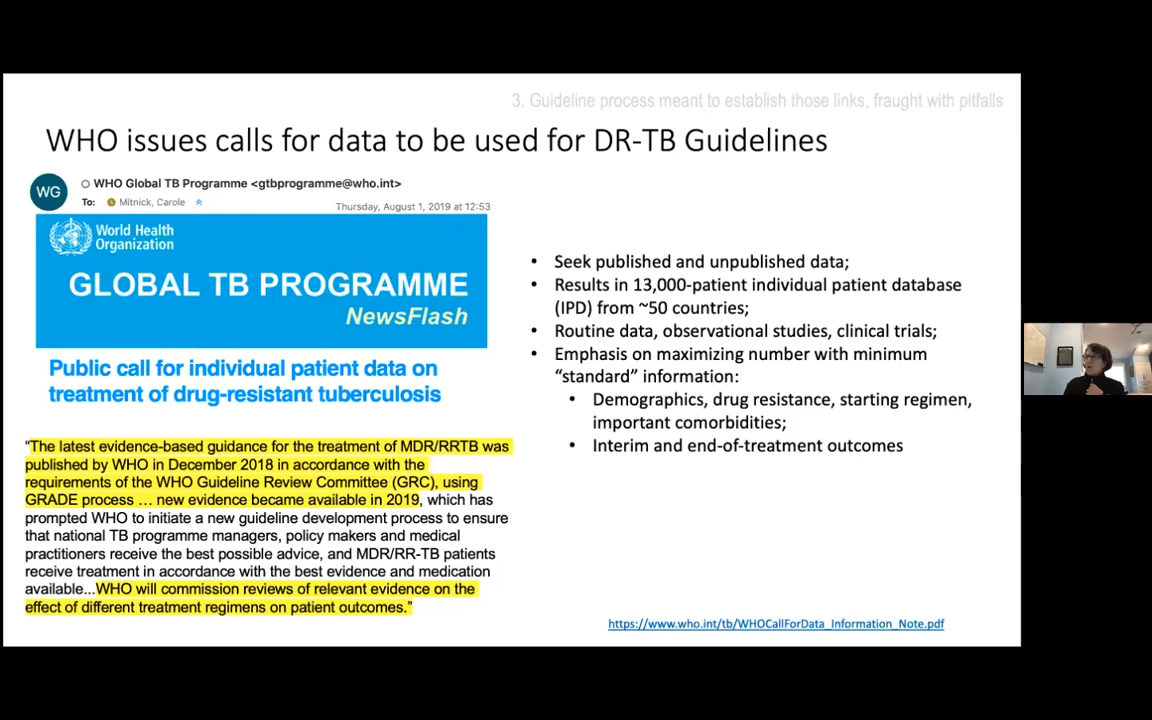 3. Guideline process meant to establish those links, fraught with pitfalls
WHO issues calls for data to be used for DR-TB Guidelines
WG
WHO Global TB Programme <gtbprogramme@who.int>
To: Mitnick, Carole
Thursday, August 1, 2019 at 12:53
World Health
Organization
GLOBAL TB PROGRAMME
NewsFlash
Public call for individual patient data on
treatment of drug-resistant tuberculosis
“The latest evidence-based guidance for the treatment of MDR/RRTB was
published by WHO in December 2018 in accordance with the
requirements of the WHO Guideline Review Committee (GRC), using
GRADE process … new evidence became available in 2019, which has
prompted WHO to initiate a new guideline development process to ensure
that national TB programme managers, policy makers and medical
practitioners receive the best possible advice, and MDR/RR-TB patients
receive treatment in accordance with the best evidence and medication
available...WHO will commission reviews of relevant evidence on the
effect of different treatment regimens on patient outcomes.”
• Seek published and unpublished data;
• Results in 13,000-patient individual patient database
(IPD) from ~50 countries;
• Routine data, observational studies, clinical trials;
• Emphasis on maximizing number with minimum
“standard” information:
• Demographics, drug resistance, starting regimen,
important comorbidities;
• Interim and end-of-treatment outcomes
https://www.who.int/tb/WHOCallForData_Information_Note.pdf